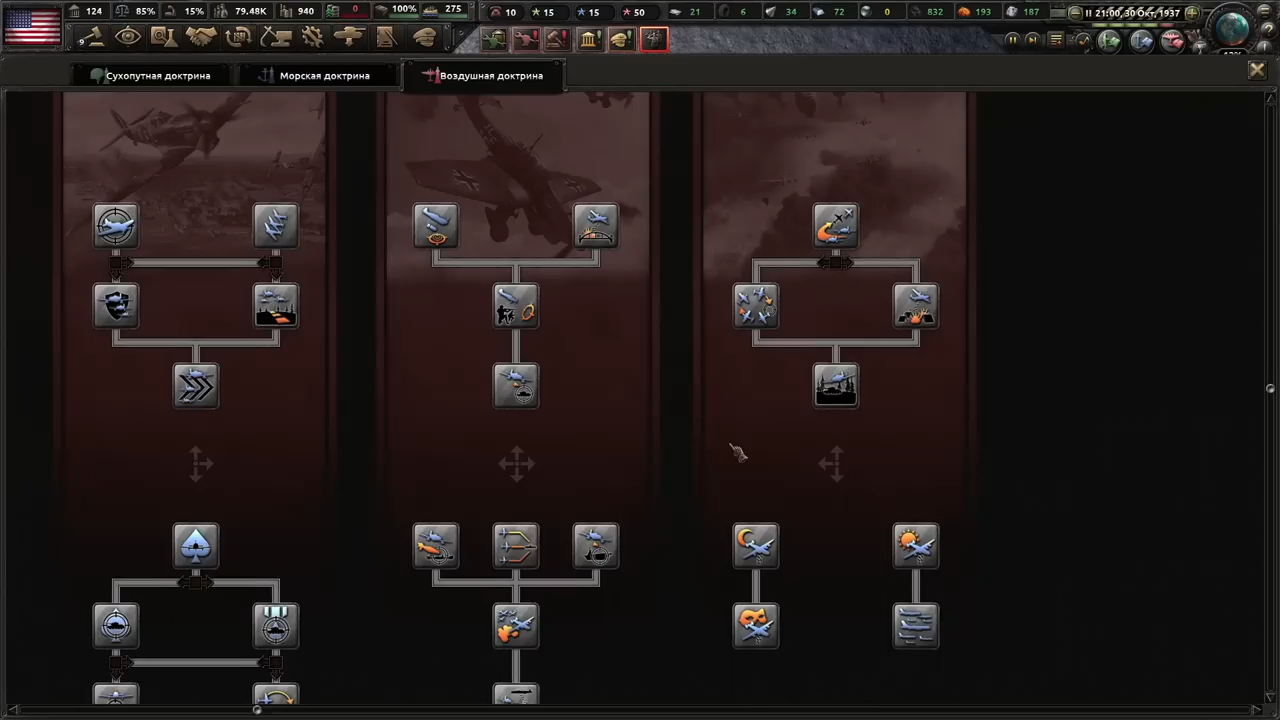 124 85% 15% 79,48K 940 0 100% 275 10 15 15 50 21 6 34 72 0 832 193 187 21:00, 30 Окт, 1937
9
Сухопутная доктрина Морская доктрина Воздушная доктрина